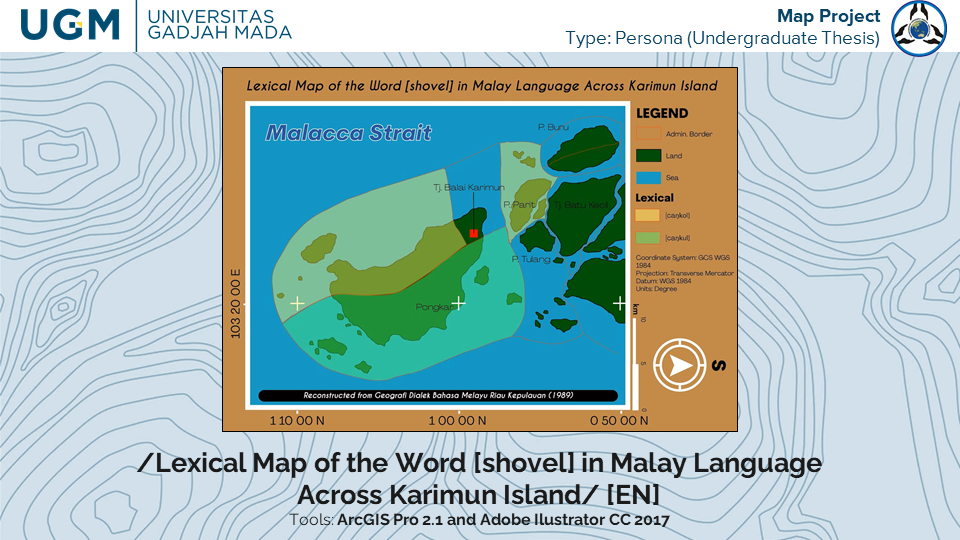 UGM
UNIVERSITAS
GADJAH MADA
Map Project
Type: Persona (Undergraduate Thesis)
Lexical Map of the Word [shovel] in Malay Language Across Karimun Island
Malacca Strait
P. Buru
Tj. Balai Karimun
P. Parit
Tj. Batu Kecil
P. Tulang
Pongkar
103 20 00 E
1 10 00 N
1 00 00 N
0 50 00 N
Reconstructed from Geografi Dialek Bahasa Melayu Riau Kepulauan (1989)
LEGEND
Admin. Border
Land
Sea
Lexical
[caŋkol]
[caŋkul]
Coordinate System: GCS WGS
1984
Projection: Transverse Mercator
Datum: WGS 1984
Units: Degree
km
10
5
0
S
/Lexical Map of the Word [shovel] in Malay Language
Across Karimun Island/ [EN]
Tools: ArcGIS Pro 2.1 and Adobe Ilustrator CC 2017